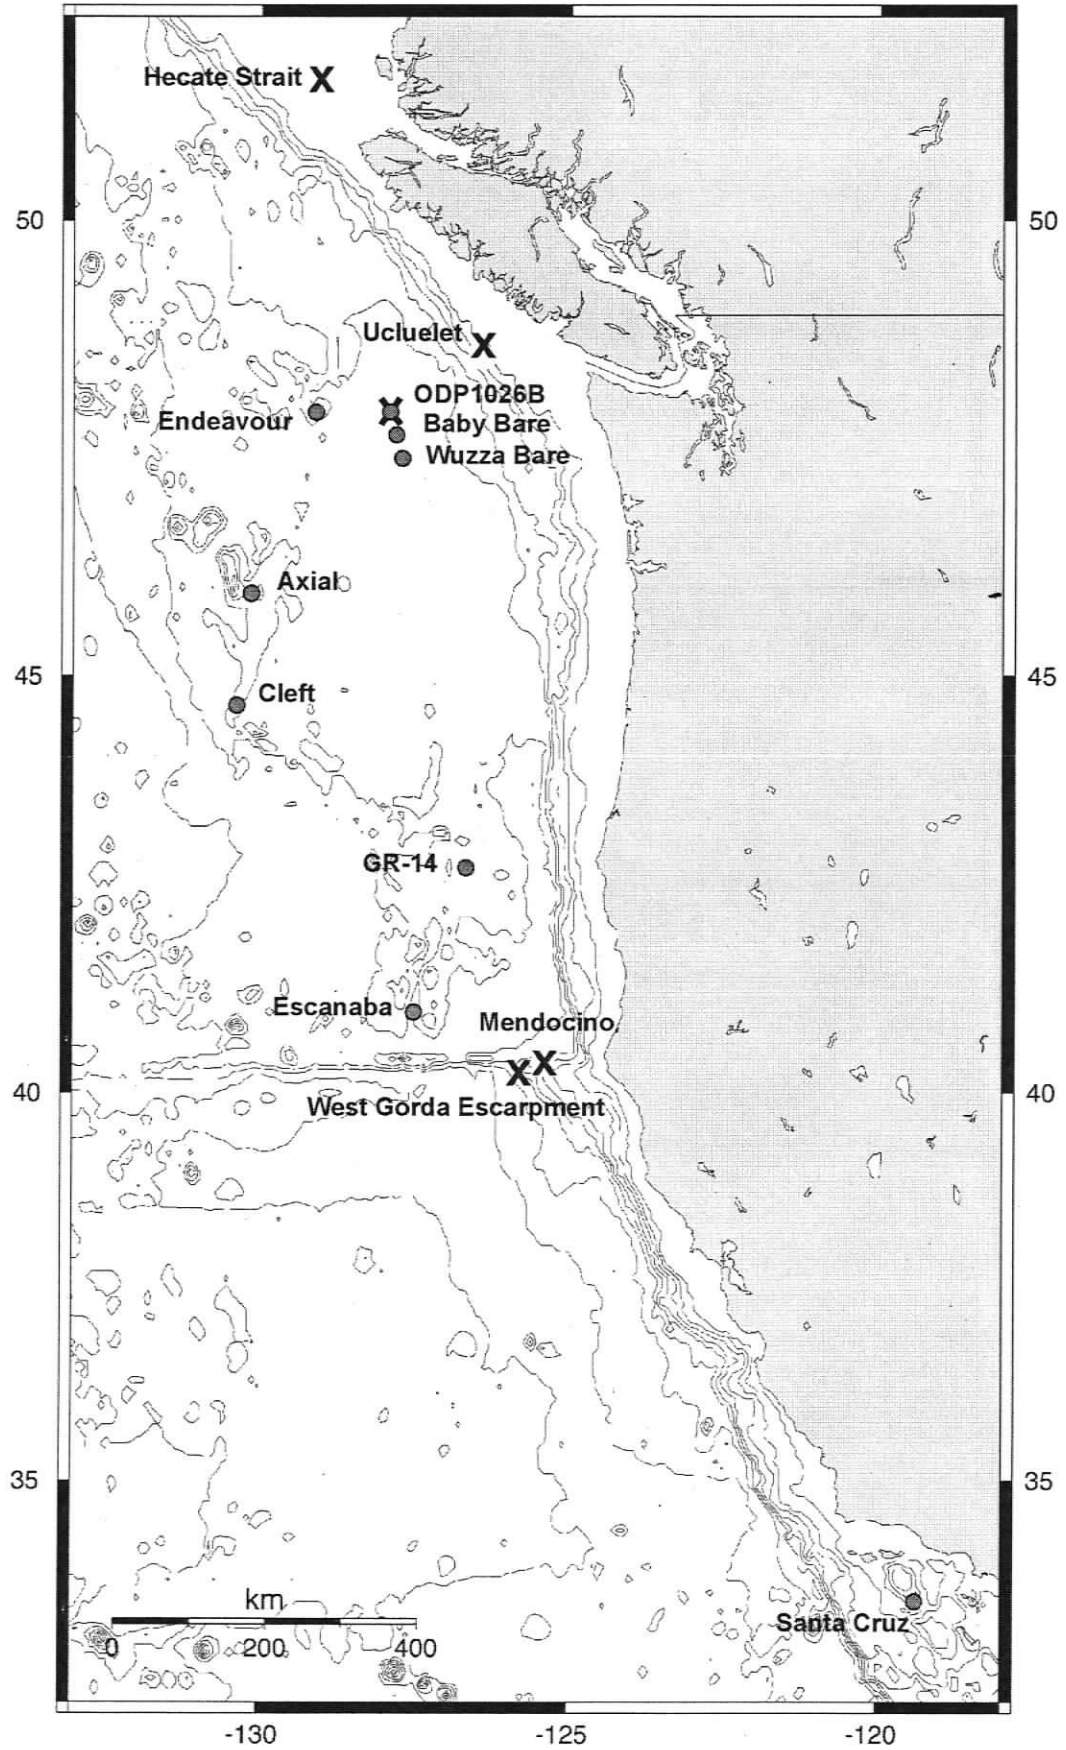 Hecate Strait X
50
50
Ucluelet X
ODP1026B
X
Endeavour
Baby Bare
Wuzza Bare
Axial
Cleft
45
45
GR-14
Escanaba
Mendocino
X X
40
40
West Gorda Escarpment
35
35
km
0 200 400
Santa Cruz
-130 -125 -120